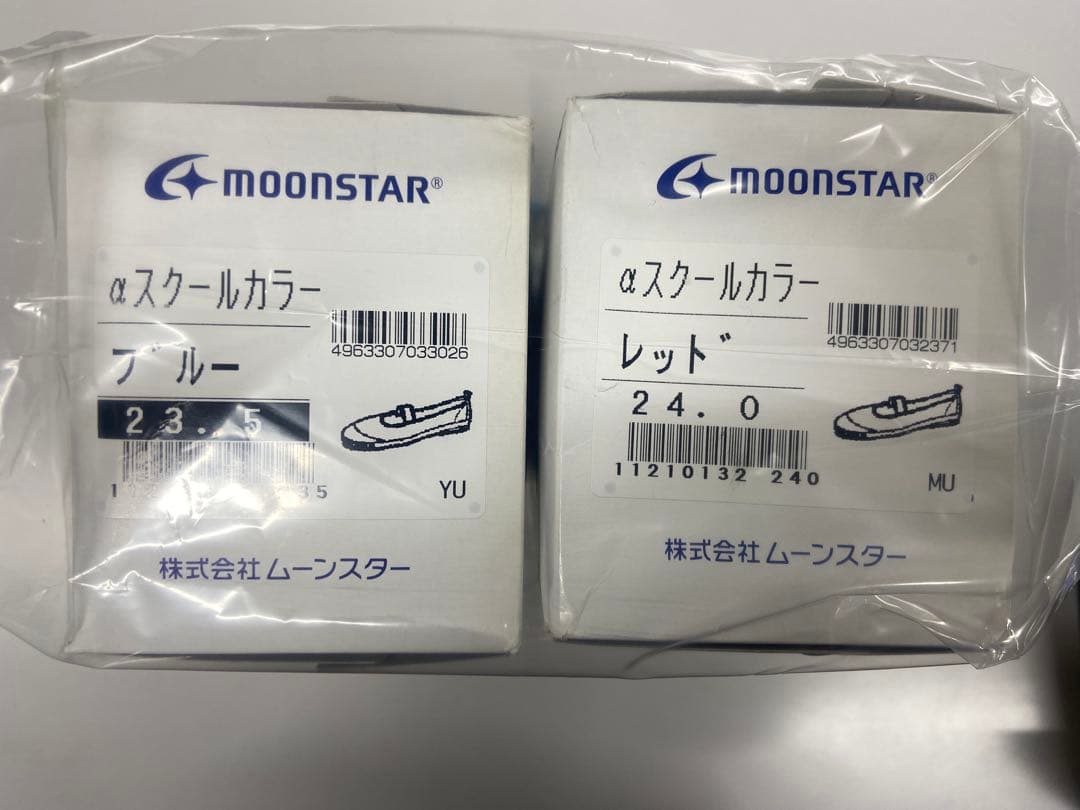 MOONSTAR®
αスクールカラー
4963307033026
ブルー
23.5
YU
株式会社ムーンスター
MOONSTAR®
αスクールカラー
4963307032371
レッド
24.0
11210132 240
MU
株式会社ムーンスター